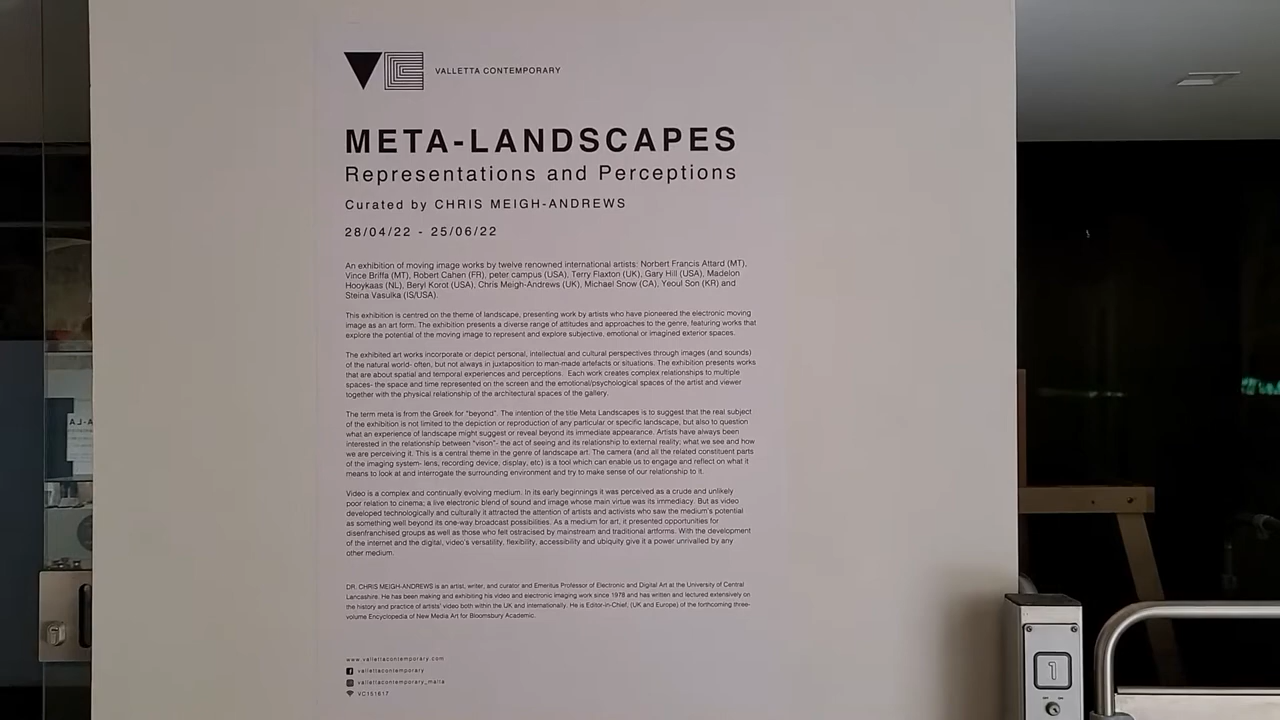 VALLETTA CONTEMPORARY
META-LANDSCAPES
Representations and Perceptions
Curated by CHRIS MEIGH-ANDREWS
28/04/22 - 25/06/22
An exhibition of moving image works by twelve renowned international artists: Norbert Francis Attard (MT),
Vince Briffa (MT), Robert Cahen (FR), peter campus (USA), Terry Flaxton (UK), Gary Hill (USA), Madelon
Hooykaas (NL), Beryl Korot (USA), Chris Meigh-Andrews (UK), Michael Snow (CA), Yeoul Son (KR) and
Steina Vasulka (IS/USA).
This exhibition is centred on the theme of landscape, presenting work by artists who have pioneered the electronic moving
image as an art form. The exhibition presents a diverse range of attitudes and approaches to the genre, featuring works that
explore the potential of the moving image to represent and explore subjective, emotional or imagined exterior spaces.
The exhibited art works incorporate or depict personal, intellectual and cultural perspectives through images (and sounds)
of the natural world- often, but not always in juxtaposition to man-made artefacts or situations. The exhibition presents works
that are about spatial and temporal experiences and perceptions. Each work creates complex relationships to multiple
spaces- the space and time represented on the screen and the emotional/psychological spaces of the artist and viewer
together with the physical relationship of the architectural spaces of the gallery.
The term meta is from the Greek for "beyond". The intention of the title Meta Landscapes is to suggest that the real subject
of the exhibition is not limited to the depiction or reproduction of any particular or specific landscape, but also to question
what an experience of landscape might suggest or reveal beyond its immediate appearance. Artists have always been
interested in the relationship between "vison"- the act of seeing and its relationship to external reality; what we see and how
we are perceiving it. This is a central theme in the genre of landscape art. The camera (and all the related constituent parts
of the imaging system- lens, recording device, display, etc) is a tool which can enable us to engage and reflect on what it
means to look at and interrogate the surrounding environment and try to make sense of our relationship to it.
Video is a complex and continually evolving medium. In its early beginnings it was perceived as a crude and unlikely
poor relation to cinema; a live electronic blend of sound and image whose main virtue was its immediacy. But as video
developed technologically and culturally it attracted the attention of artists and activists who saw the medium's potential
as something well beyond its one-way broadcast possibilities. As a medium for art, it presented opportunities for
disenfranchised groups as well as those who felt ostracised by mainstream and traditional artforms. With the development
of the internet and the digital, video's versatility, flexibility, accessibility and ubiquity give it a power unrivalled by any
other medium.
DR. CHRIS MEIGH-ANDREWS is an artist, writer, and curator and Emeritus Professor of Electronic and Digital Art at the University of Central
Lancashire. He has been making and exhibiting his video and electronic imaging work since 1978 and has written and lectured extensively on
the history and practice of artists' video both within the UK and internationally. He is Editor-in-Chief, (UK and Europe) of the forthcoming three-
volume Encyclopedia of New Media Art for Bloomsbury Academic.
www.vallettacontemporary.com
vallettacontemporary
vallettacontemporary_malta
VC151617
1